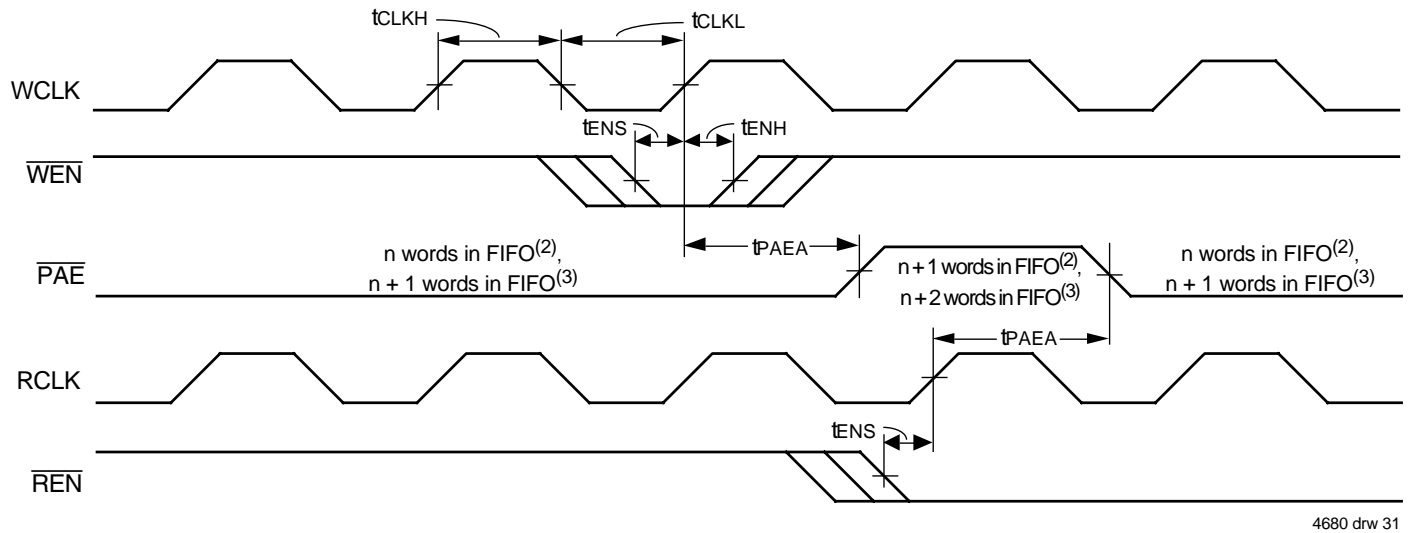 tCLKH
tCLKL
WCLK
tENS
tENH
WEN
tPAEA
n words in FIFO(2),
n + 1 words in FIFO(3)
n + 1 words in FIFO(2),
n + 2 words in FIFO(3)
n words in FIFO(2),
n + 1 words in FIFO(3)
PAE
tPAEA
RCLK
tENS
REN
4680 drw 31